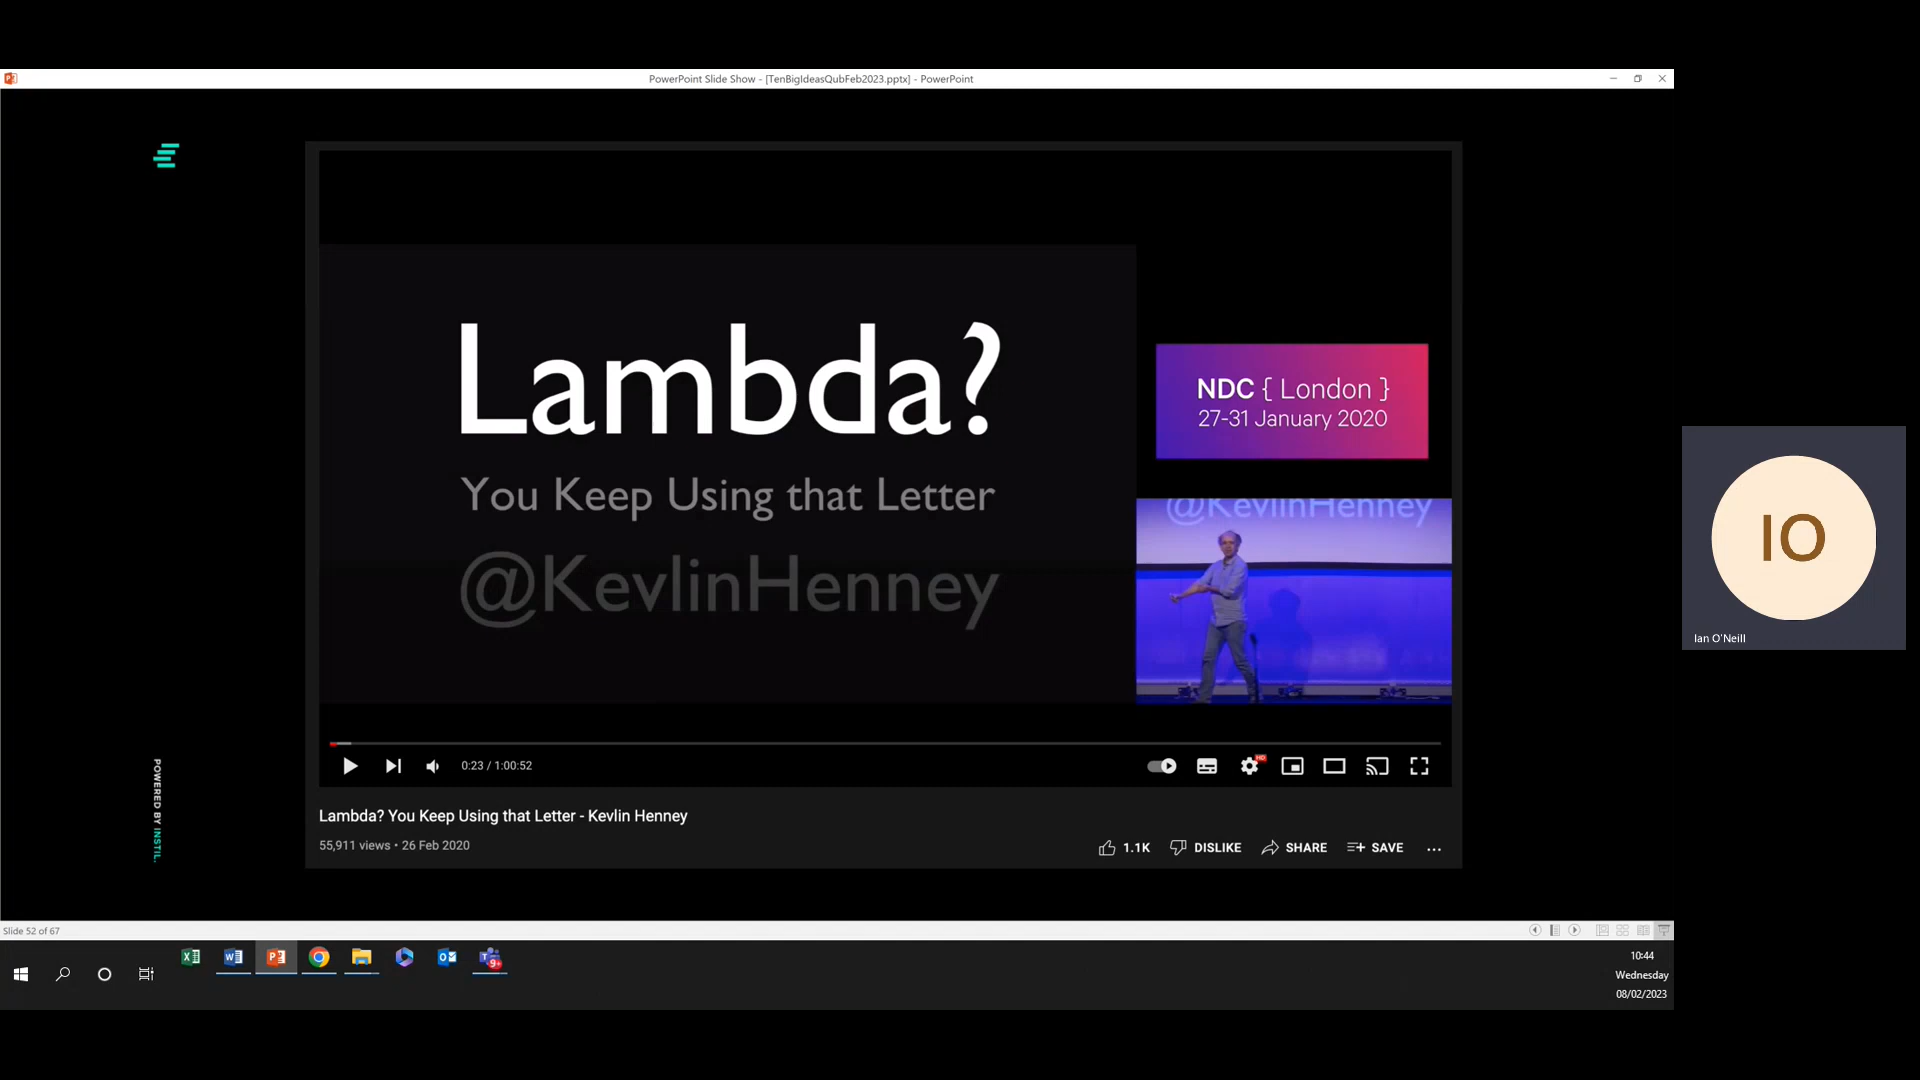 PowerPoint Slide Show - [TenBigIdeasQubFeb2023.pptx] - PowerPoint
Lambda?
You Keep Using that Letter
@KevlinHenney
NDC { London }
27-31 January 2020
@KevlinHenney
0:23 / 1:00:52
HD
Lambda? You Keep Using that Letter - Kevlin Henney
55,911 views • 26 Feb 2020
1.1K
DISLIKE
SHARE
SAVE
POWERED BY INSTIL.
IO
Ian O'Neill
Slide 52 of 67
9+
10:44
Wednesday
08/02/2023